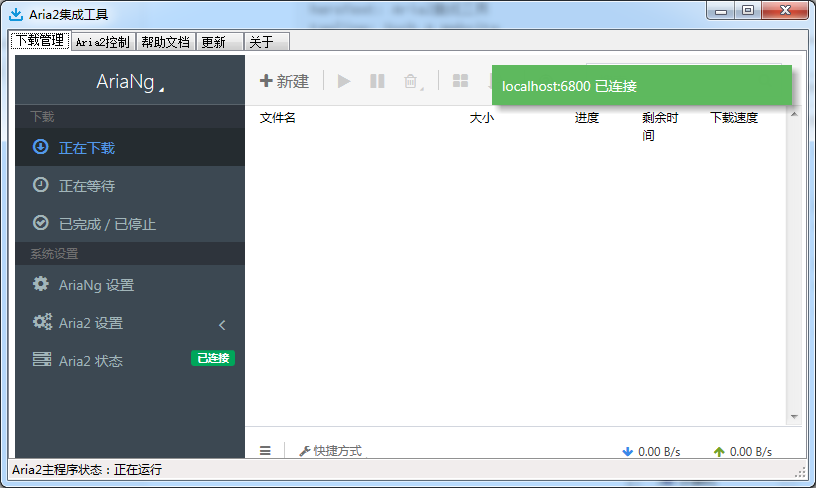 Aria2集成工具
下载管理 Aria2控制 帮助文档 更新 关于
AriaNg
新建
localhost:6800 已连接
下载
正在下载
正在等待
已完成 / 已停止
系统设置
AriaNg 设置
Aria2 设置
Aria2 状态 已连接
文件名 大小 进度 剩余时间 下载速度
快捷方式 0.00 B/s 0.00 B/s
Aria2主程序状态：正在运行